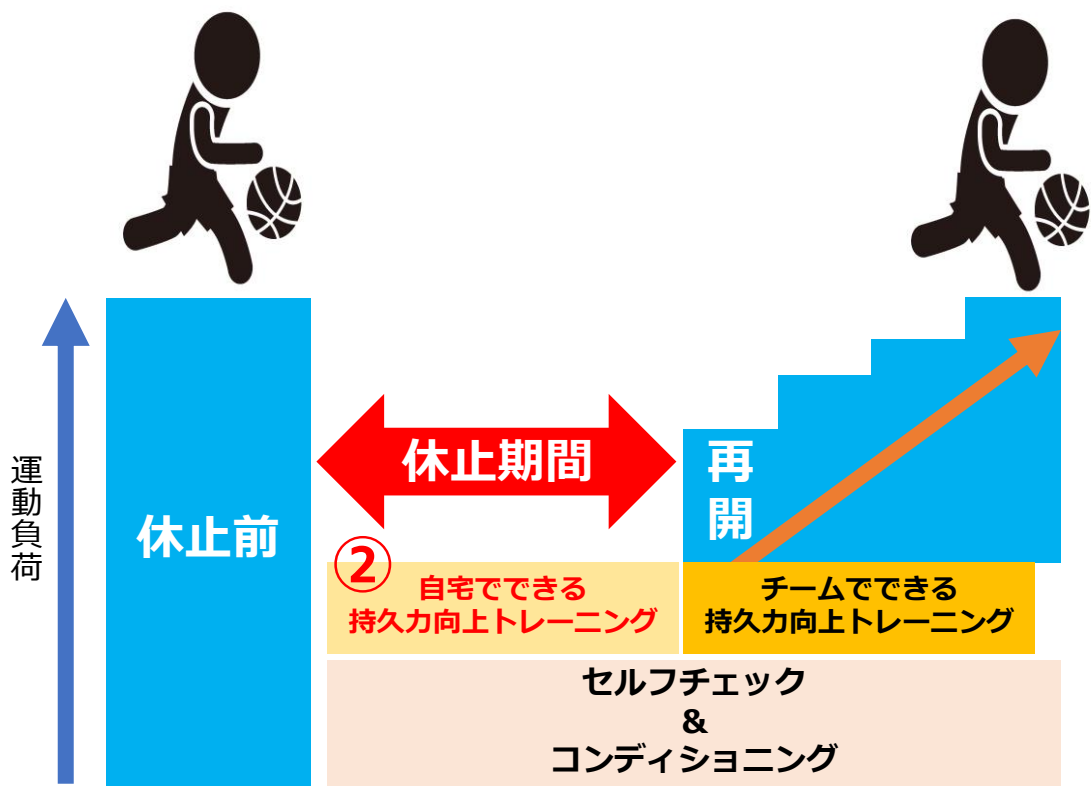 運動負荷
休止前
休止期間
再
開
②
自宅でできる
持久力向上トレーニング
チームでできる
持久力向上トレーニング
セルフチェック
&
コンディショニング